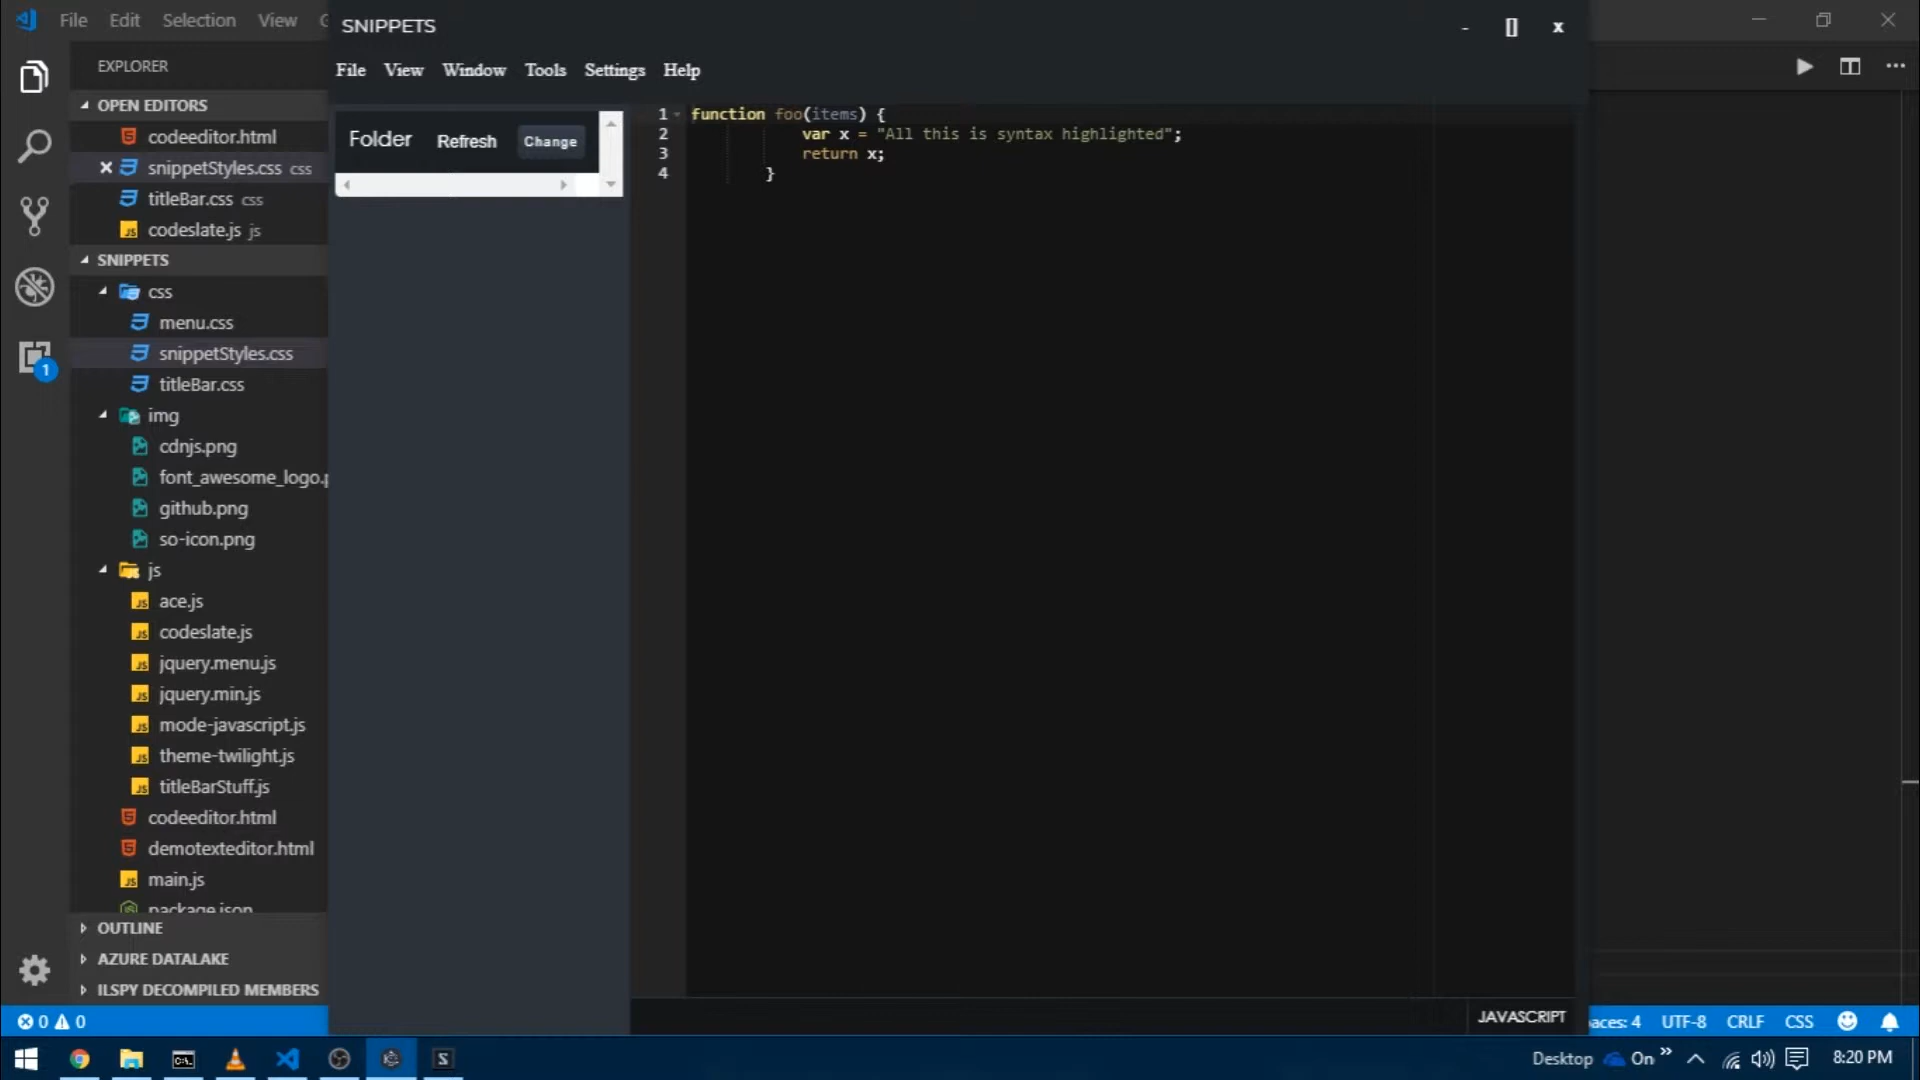 File Edit Selection View
SNIPPETS
- [] x
File View Window Tools Settings Help
EXPLORER
OPEN EDITORS
codeeditor.html
snippetStyles.css css
titleBar.css css
codeslate.js js
SNIPPETS
css
menu.css
snippetStyles.css
titleBar.css
img
cdnjs.png
font_awesome_logo.p
github.png
so-icon.png
js
ace.js
codeslate.js
jquery.menu.js
jquery.min.js
mode-javascript.js
theme-twilight.js
titleBarStuff.js
codeeditor.html
demotexteditor.html
main.js
package.json
OUTLINE
AZURE DATALAKE
ILSPY DECOMPILED MEMBERS
1
Folder Refresh Change
1 function foo(items) {
2 var x = "All this is syntax highlighted";
3 return x;
4 }
JAVASCRIPT
0 0
aces: 4 UTF-8 CRLF CSS
Desktop On » 8:20 PM